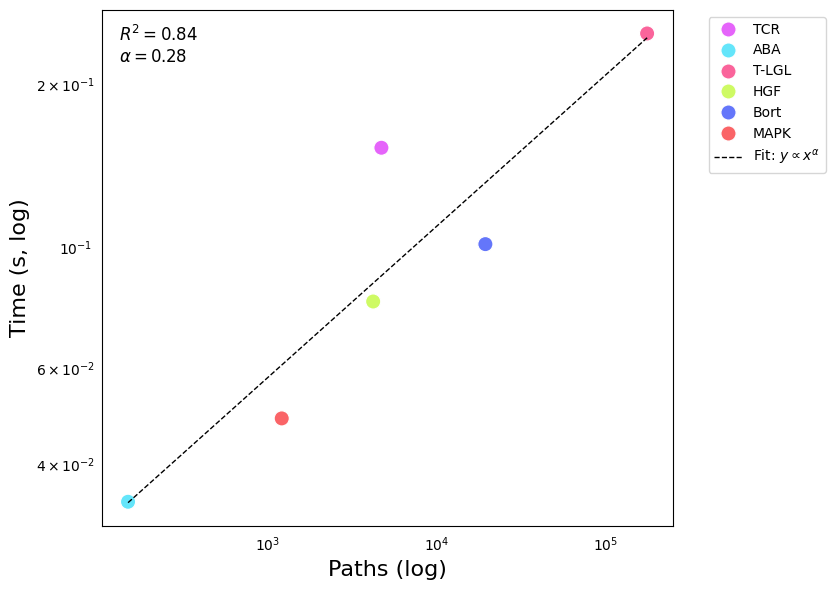 R² = 0.84
α = 0.28
TCR
ABA
T-LGL
HGF
Bort
MAPK
Fit: y ∝ x^α
Time (s, log)
2 × 10⁻¹
10⁻¹
6 × 10⁻²
4 × 10⁻²
10³ 10⁴ 10⁵
Paths (log)